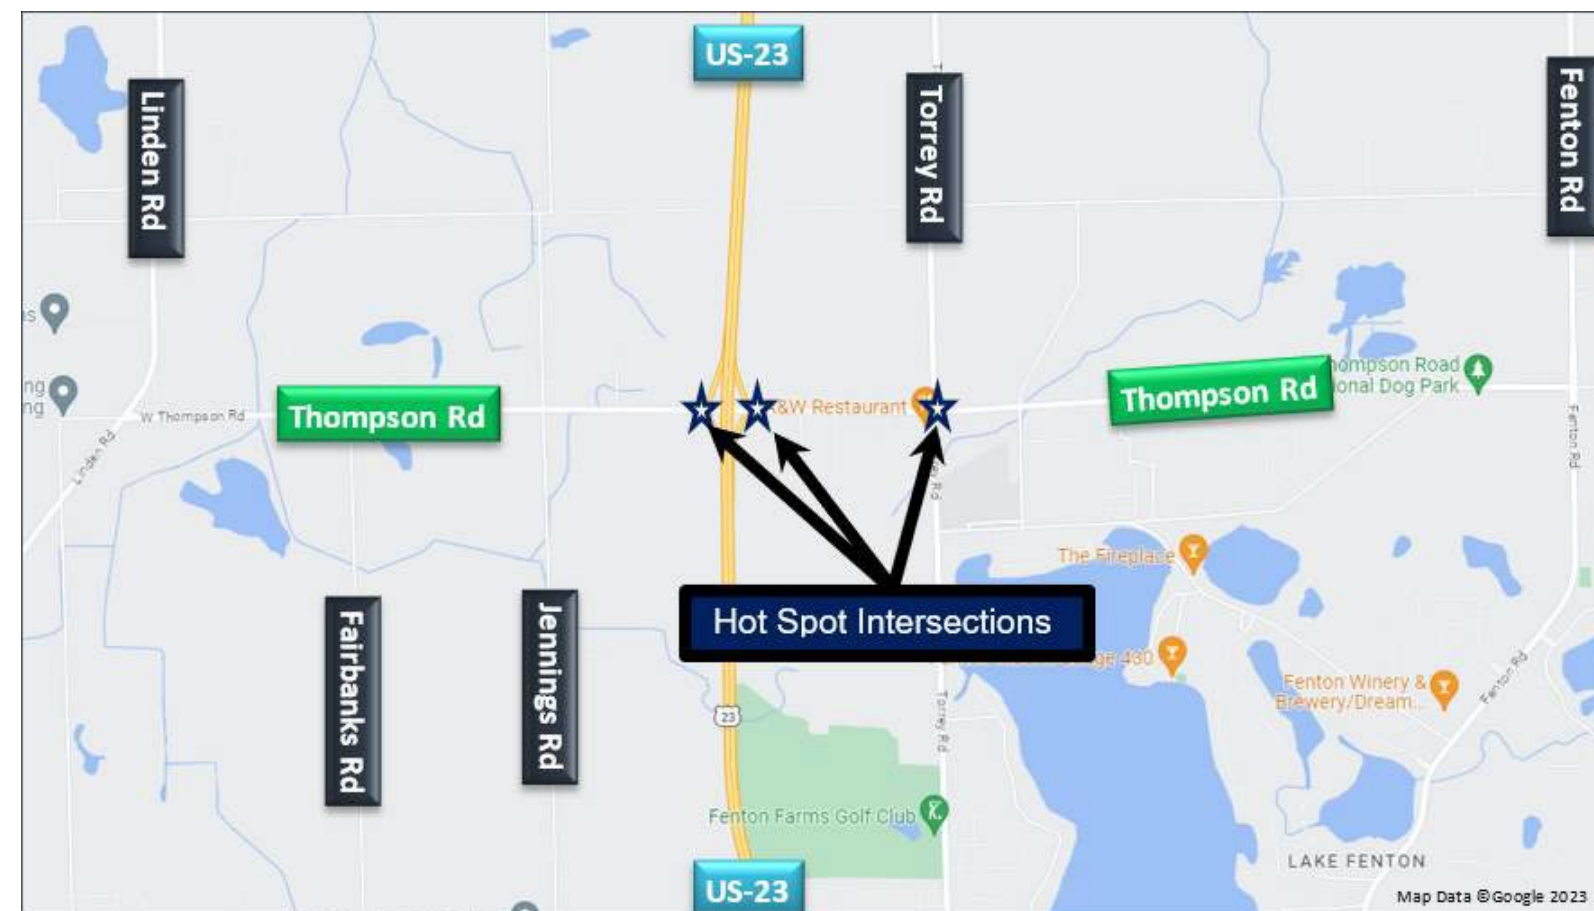 US-23
Linden Rd
Torrey Rd
Fenton Rd
Thompson Road
Dog Park
W Thompson Rd
Thompson Rd
Restaurant
Thompson Rd
Linden Rd
Fenton Rd
The Fireplace
Hot Spot Intersections
430
Fairbanks Rd
Jennings Rd
Fenton Winery &
Brewery/Dream...
Fenton Rd
23
Torrey Rd
Fenton Farms Golf Club
LAKE FENTON
US-23
Map Data ©Google 2023